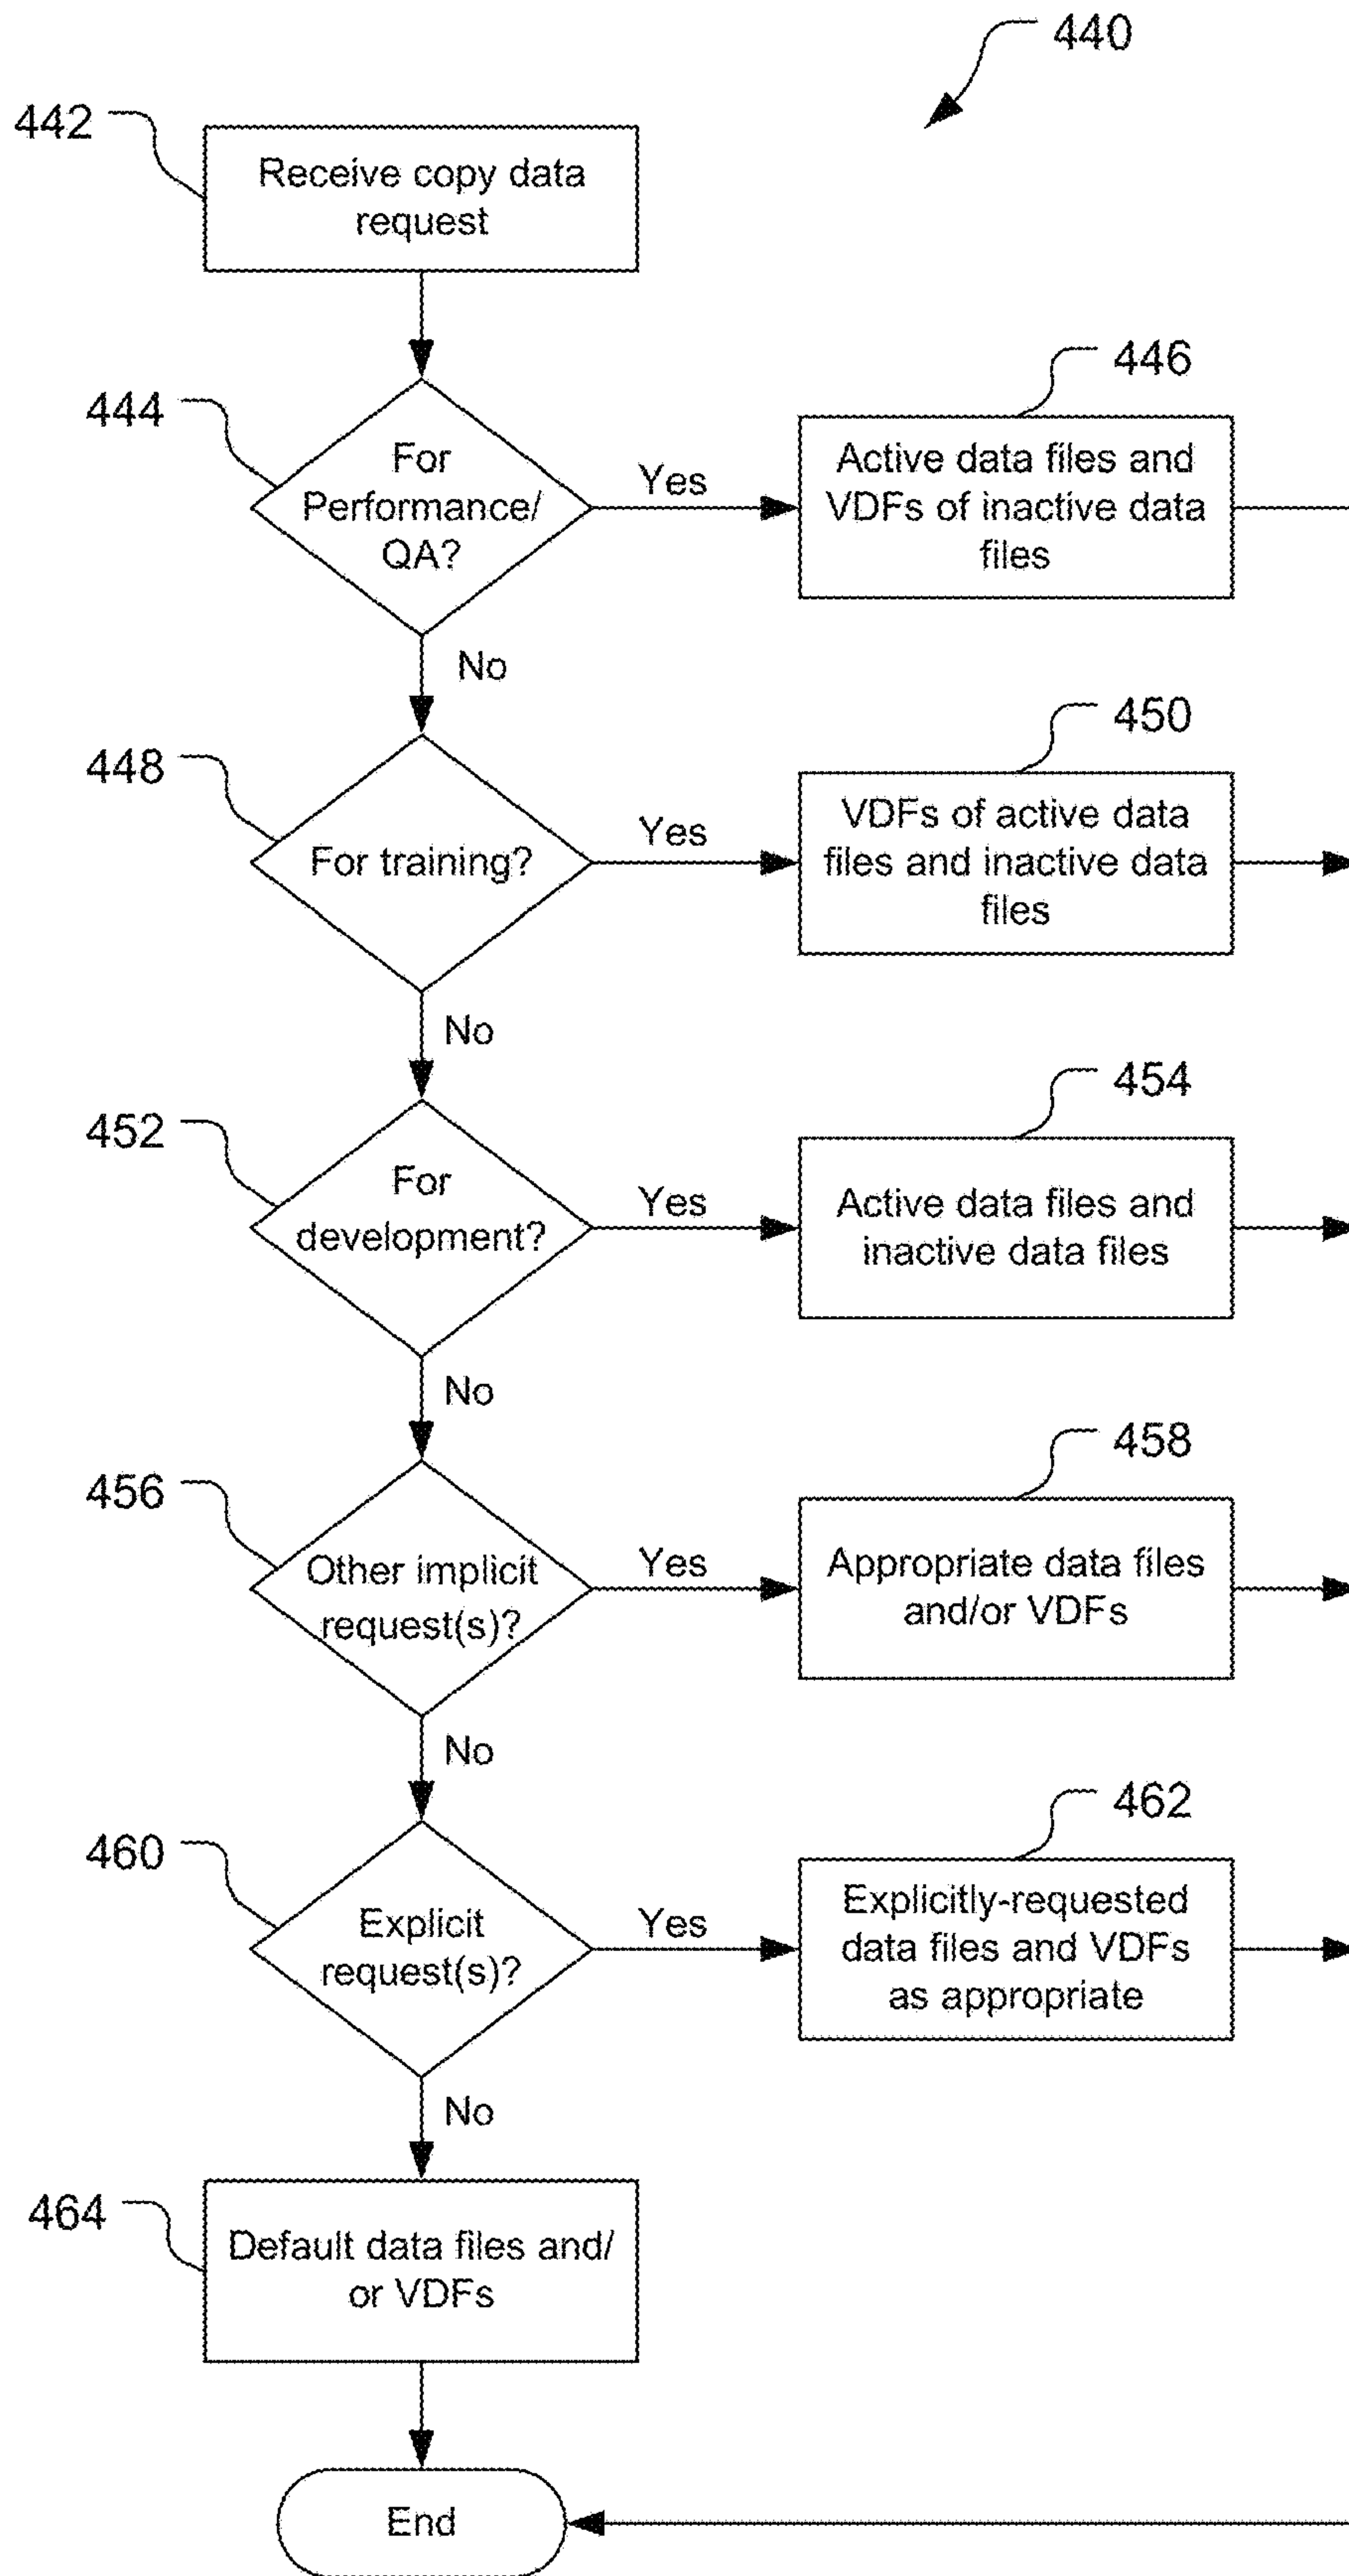 440
442
Receive copy data
request
444
For
Performance/
QA?
Yes
446
Active data files and
VDFs of inactive data
files
No
448
For training?
Yes
450
VDFs of active data
files and inactive data
files
No
452
For
development?
Yes
454
Active data files and
inactive data files
No
456
Other implicit
request(s)?
Yes
458
Appropriate data files
and/or VDFs
No
460
Explicit
request(s)?
Yes
462
Explicitly-requested
data files and VDFs
as appropriate
No
464
Default data files and/
or VDFs
End